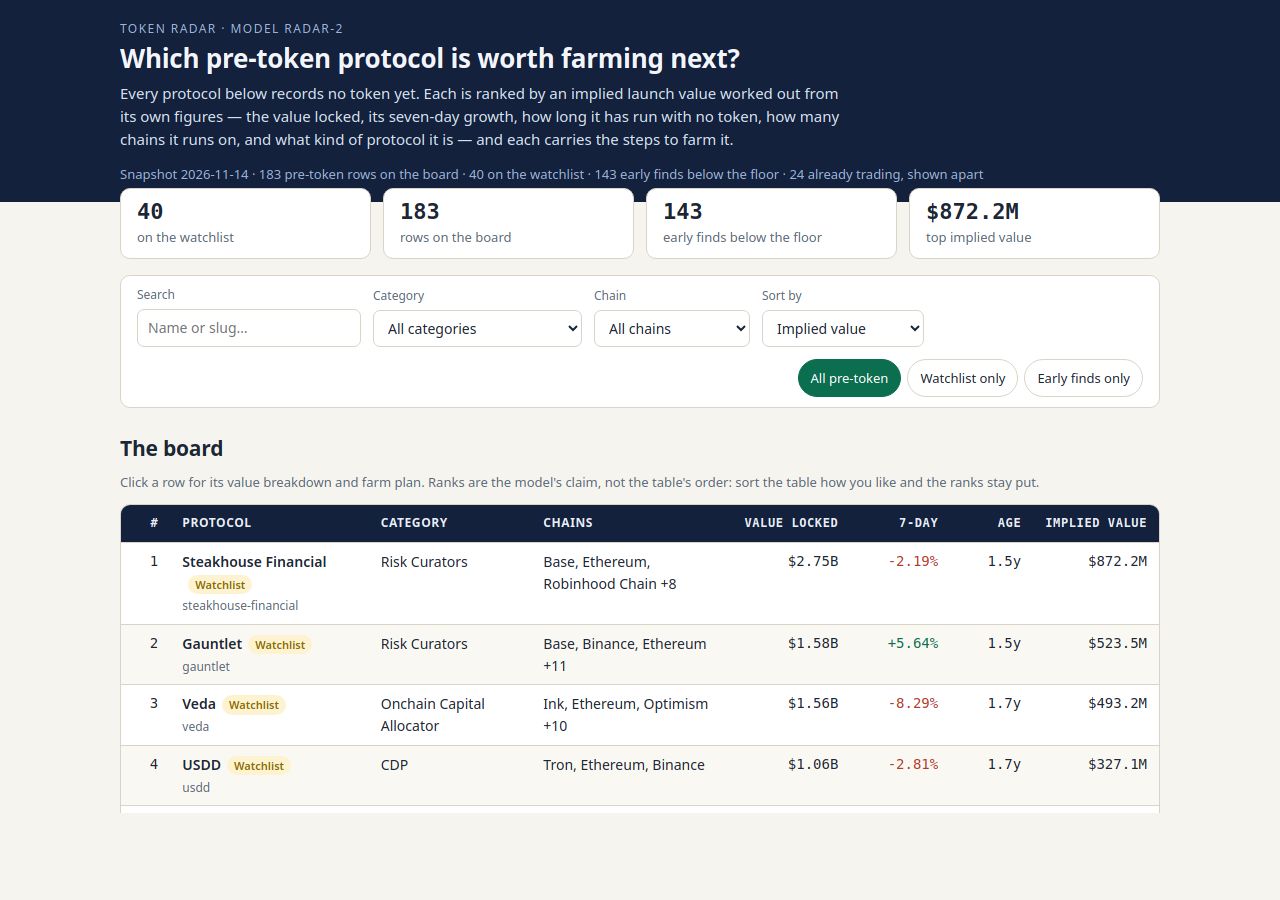 TOKEN RADAR · MODEL RADAR-2
Which pre-token protocol is worth farming next?
Every protocol below records no token yet. Each is ranked by an implied launch value worked out from
its own figures — the value locked, its seven-day growth, how long it has run with no token, how many
chains it runs on, and what kind of protocol it is — and each carries the steps to farm it.
Snapshot 2026-11-14 · 183 pre-token rows on the board · 40 on the watchlist · 143 early finds below the floor · 24 already trading, shown apart
40
on the watchlist
183
rows on the board
143
early finds below the floor
$872.2M
top implied value
Search
Name or slug...
Category
All categories
Chain
All chains
Sort by
Implied value
All pre-token
Watchlist only
Early finds only
The board
Click a row for its value breakdown and farm plan. Ranks are the model's claim, not the table's order: sort the table how you like and the ranks stay put.
# PROTOCOL CATEGORY CHAINS VALUE LOCKED 7-DAY AGE IMPLIED VALUE
1 Steakhouse Financial Risk Curators Base, Ethereum, $2.75B -2.19% 1.5y $872.2M
Watchlist Robinhood Chain +8
steakhouse-financial
2 Gauntlet Watchlist Risk Curators Base, Binance, Ethereum $1.58B +5.64% 1.5y $523.5M
gauntlet +11
3 Veda Watchlist Onchain Capital Ink, Ethereum, Optimism $1.56B -8.29% 1.7y $493.2M
veda Allocator +10
4 USDD Watchlist CDP Tron, Ethereum, Binance $1.06B -2.81% 1.7y $327.1M
usdd